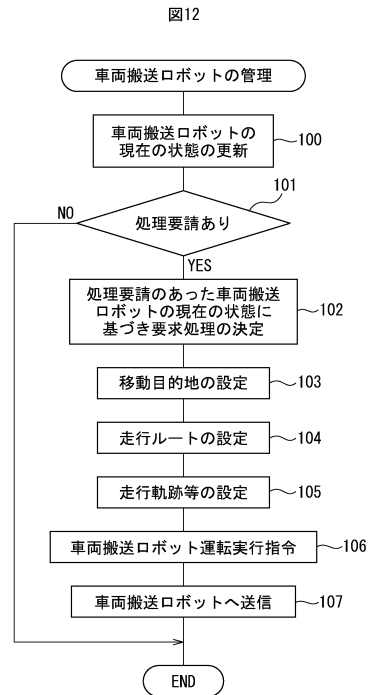 図12
車両搬送ロボットの管理
車両搬送ロボットの
現在の状態の更新
100
101
処理要請あり
NO
YES
処理要請のあった車両搬送
ロボットの現在の状態に
基づき要求処理の決定
102
移動目的地の設定
103
走行ルートの設定
104
走行軌跡等の設定
105
車両搬送ロボット運転実行指令
106
車両搬送ロボットへ送信
107
END